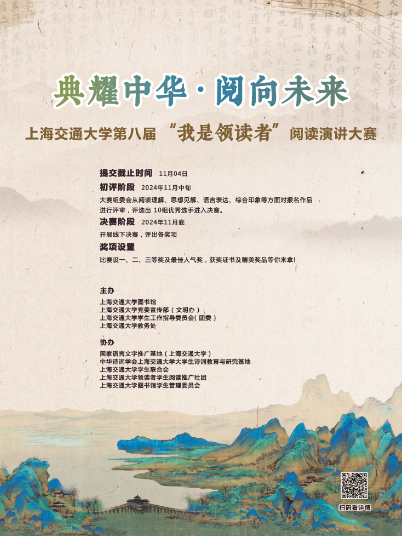 典耀中华·阅向未来
上海交通大学第八届 “我是领读者” 阅读演讲大赛
提交截止时间 11月04日
初评阶段 2024年11月中旬
大赛组委会从阅读理解、思想见解、语言表达、综合印象等方面对报名作品
进行评审，评选出 10组优秀选手进入决赛。
决赛阶段 2024年11月底
开展线下决赛，评出各奖项
奖项设置
比赛设一、二、三等奖及最佳人气奖，获奖证书及精美奖品等你来拿!
主办
上海交通大学图书馆
上海交通大学党委宣传部（文明办）
上海交通大学学生工作指导委员会( 团委)
上海交通大学教务处
协办
国家语言文字推广基地（上海交通大学）
中华诗词学会上海交通大学大学生诗词教育与研究基地
上海交通大学学生联合会
上海交通大学领读者学生阅读推广社团
上海交通大学图书馆学生管理委员会
扫码看详情